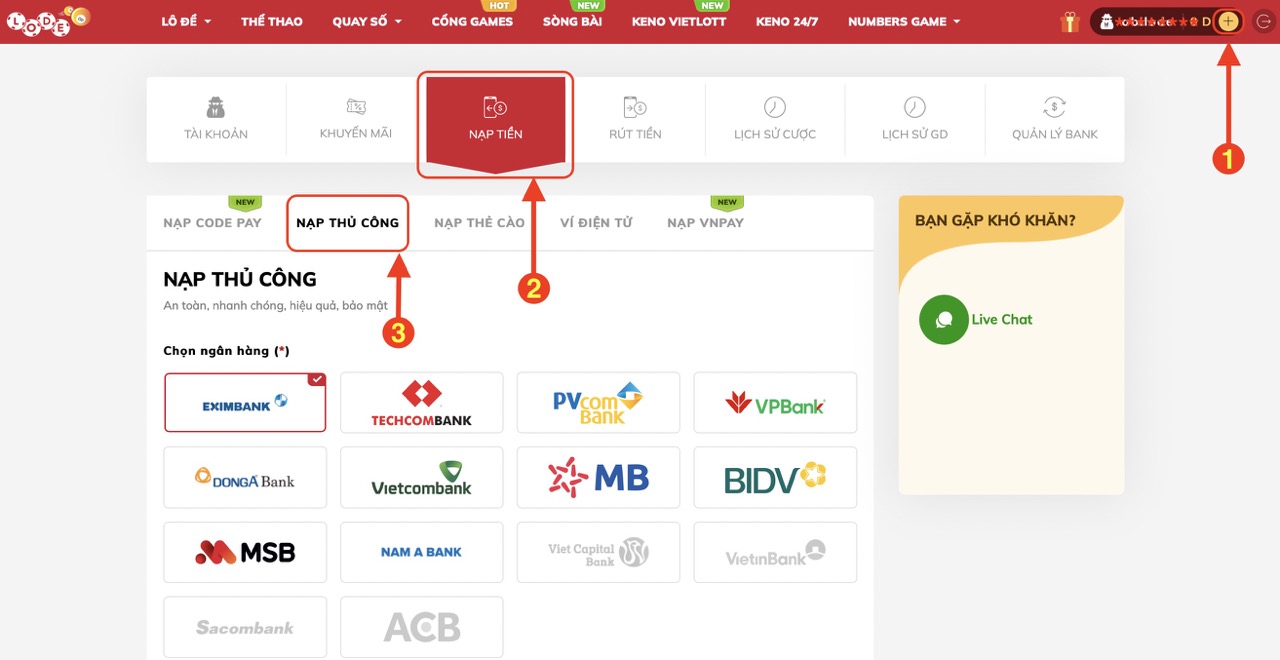 LODE
HOT
NEW
NEW
LÔ ĐỀ
THỂ THAO
QUAY SỐ
CỔNG GAMES
SÒNG BÀI
KENO VIETLOTT
KENO 24/7
NUMBERS GAME
D
1
TÀI KHOẢN
KHUYẾN MÃI
NẠP TIỀN
RÚT TIỀN
LỊCH SỬ CƯỢC
LỊCH SỬ GD
QUẢN LÝ BANK
2
NEW
NEW
NẠP CODE PAY
NẠP THỦ CÔNG
NẠP THẺ CÀO
VÍ ĐIỆN TỬ
NẠP VNPAY
3
NẠP THỦ CÔNG
An toàn, nhanh chóng, hiệu quả, bảo mật
Chọn ngân hàng (*)
EXIMBANK
TECHCOMBANK
PVcom
Bank
VPBank
DONGA Bank
Vietcombank
MB
BIDV
MSB
NAM A BANK
Viet Capital
Bank
VietinBank
Sacombank
ACB
BẠN GẶP KHÓ KHĂN?
Live Chat